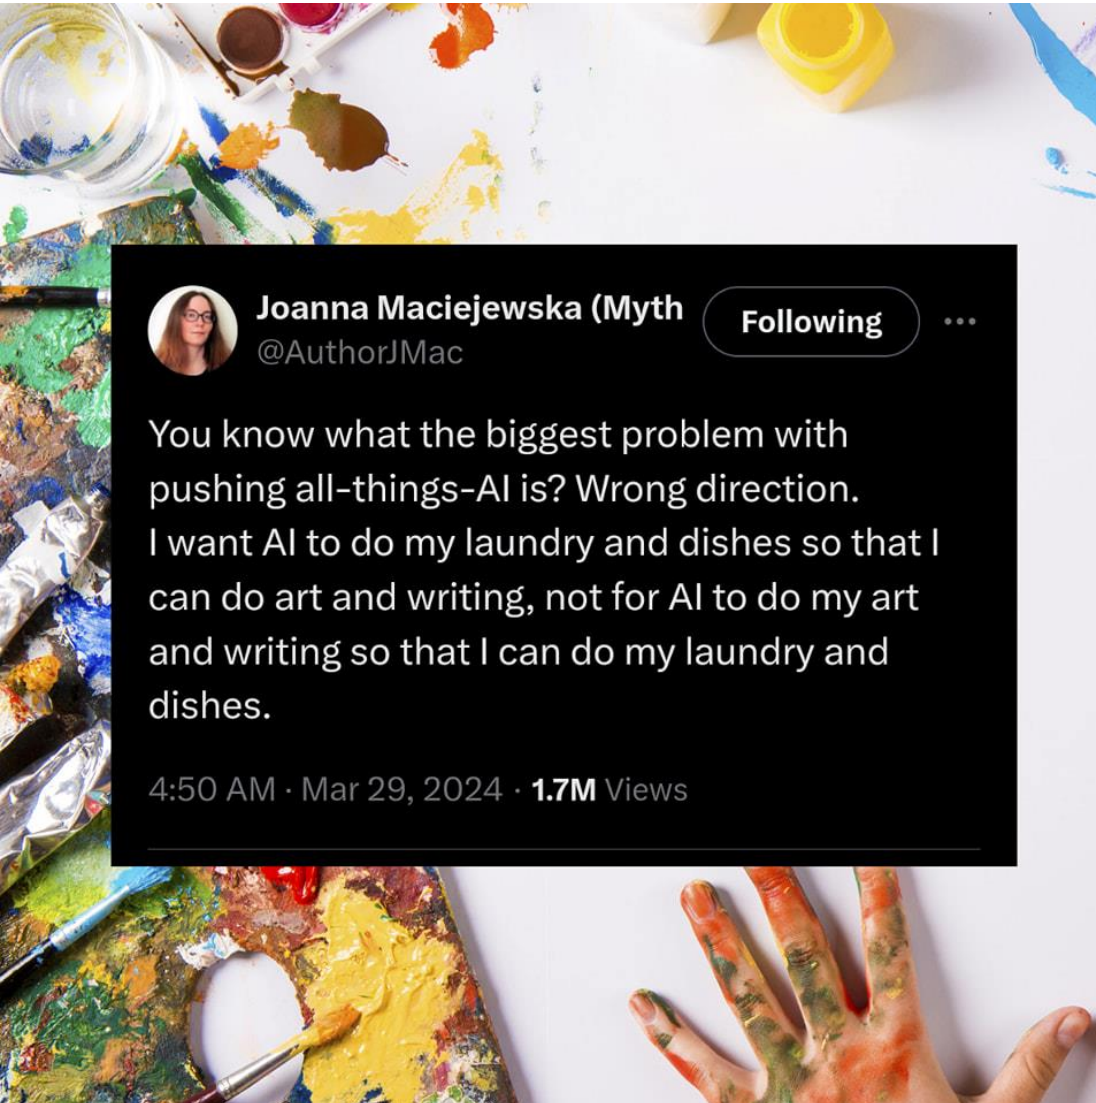 Joanna Maciejewska (Myth
Following
@AuthorJMac
You know what the biggest problem with
pushing all-things-AI is? Wrong direction.
I want AI to do my laundry and dishes so that I
can do art and writing, not for AI to do my art
and writing so that I can do my laundry and
dishes.
4:50 AM · Mar 29, 2024 · 1.7M Views